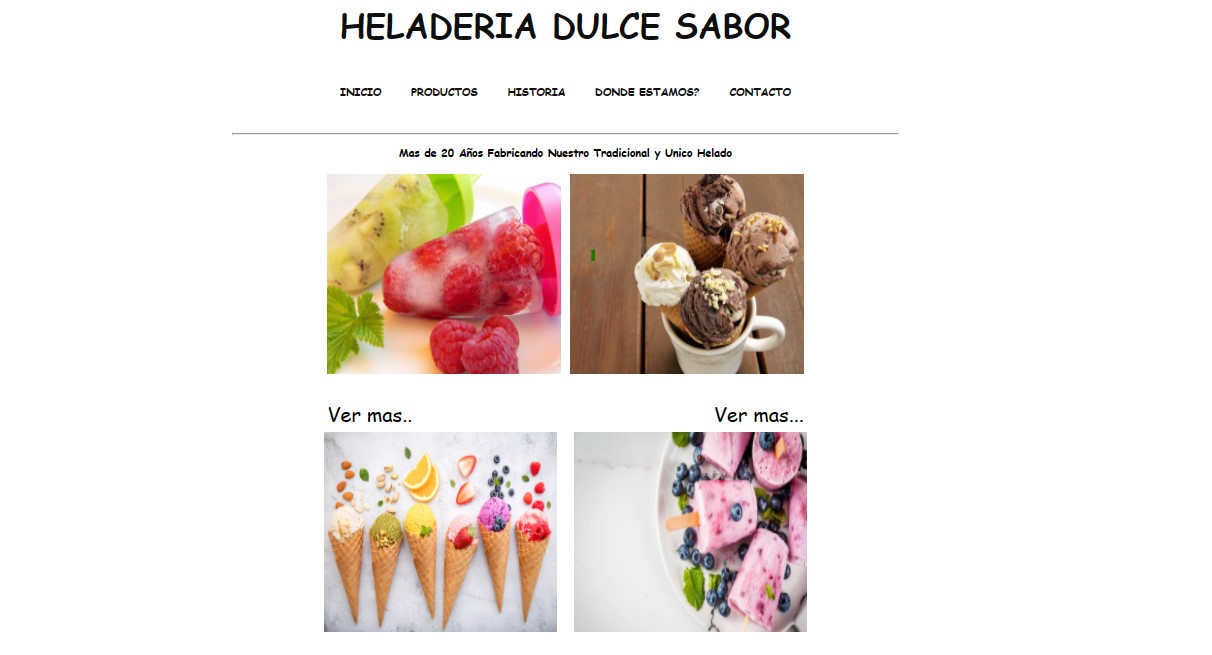 HELADERIA DULCE SABOR
INICIO PRODUCTOS HISTORIA DONDE ESTAMOS? CONTACTO
Mas de 20 Años Fabricando Nuestro Tradicional y Unico Helado
Ver mas.. Ver mas...